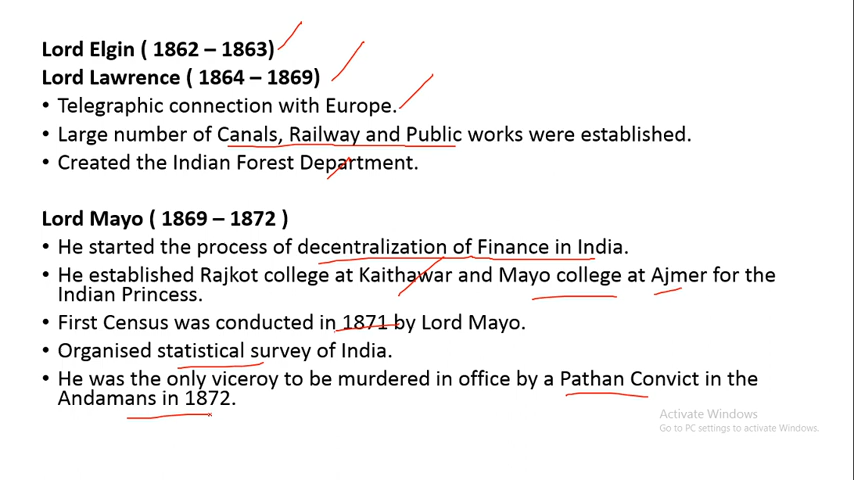 Lord Elgin ( 1862 – 1863)
Lord Lawrence ( 1864 – 1869)
• Telegraphic connection with Europe.
• Large number of Canals, Railway and Public works were established.
• Created the Indian Forest Department.
Lord Mayo ( 1869 – 1872 )
• He started the process of decentralization of Finance in India.
• He established Rajkot college at Kaithawar and Mayo college at Ajmer for the
Indian Princess.
• First Census was conducted in 1871 by Lord Mayo.
• Organised statistical survey of India.
• He was the only viceroy to be murdered in office by a Pathan Convict in the
Andamans in 1872.
Activate Windows
Go to PC settings to activate Windows.